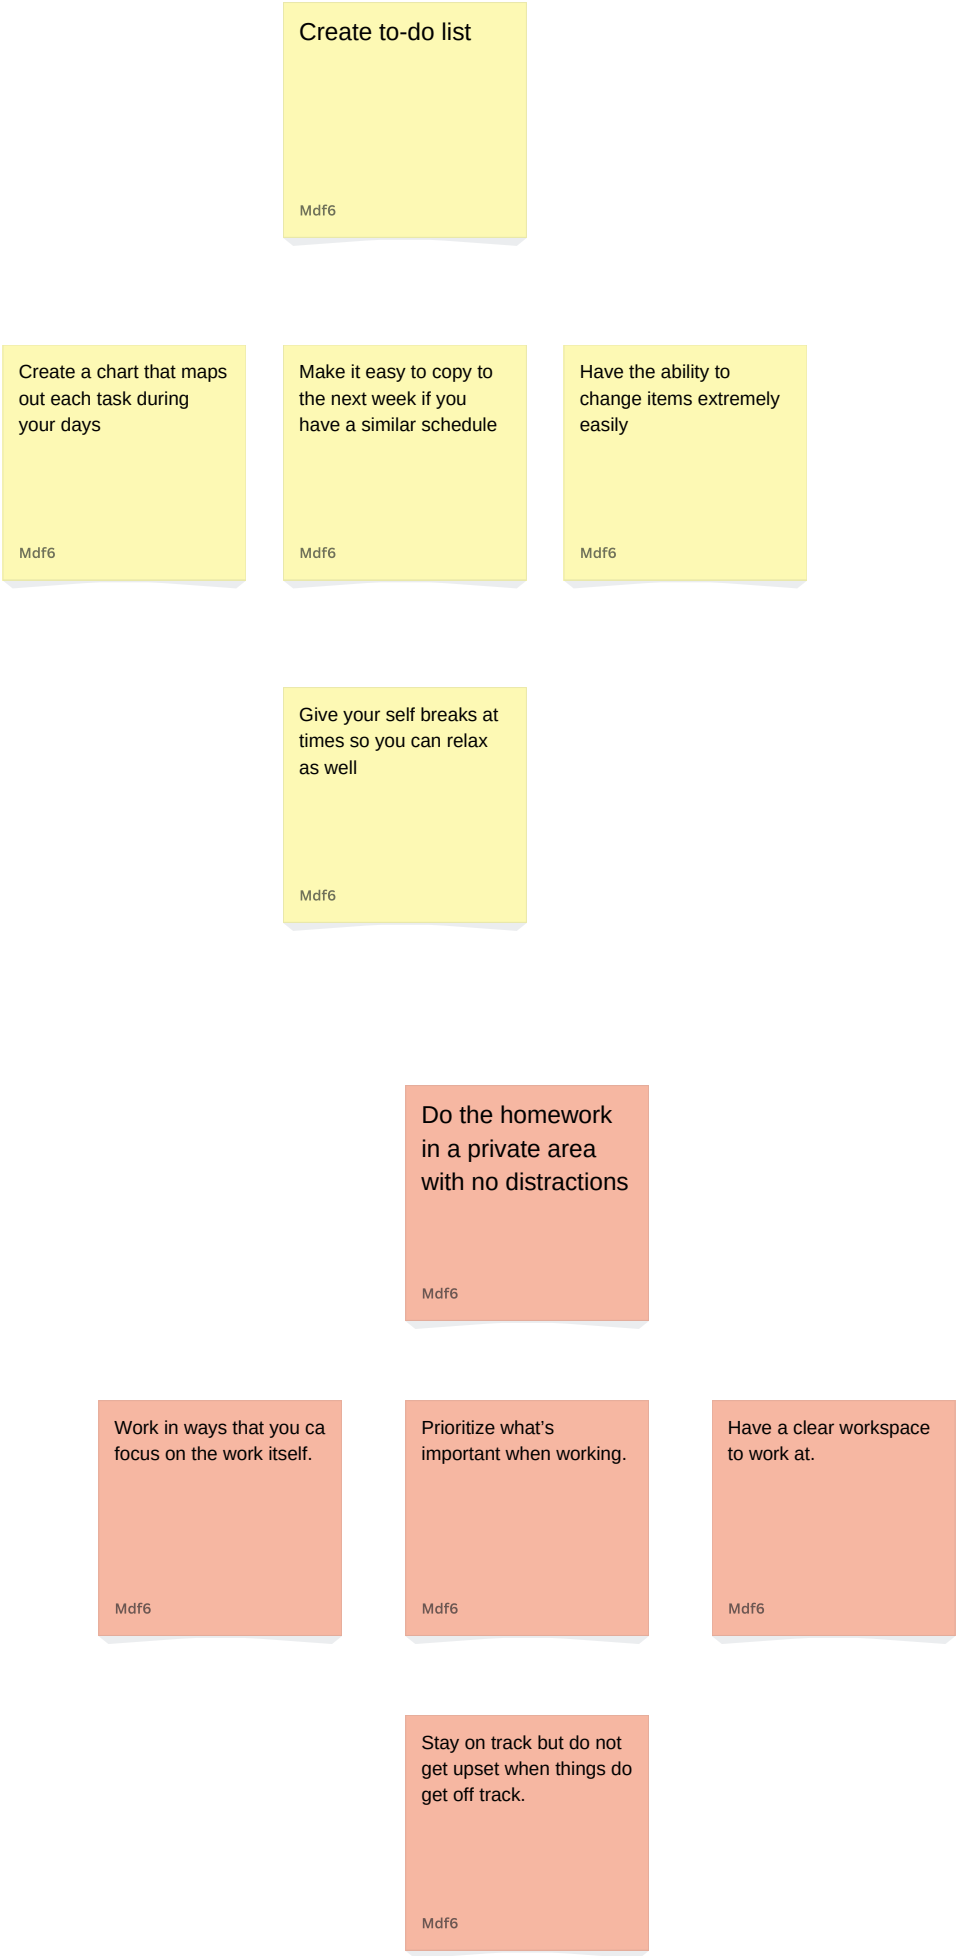 Create to-do list
Mdf6
Create a chart that maps
out each task during
your days
Mdf6
Make it easy to copy to
the next week if you
have a similar schedule
Mdf6
Have the ability to
change items extremely
easily
Mdf6
Give your self breaks at
times so you can relax
as well
Mdf6
Do the homework
in a private area
with no distractions
Mdf6
Work in ways that you ca
focus on the work itself.
Mdf6
Prioritize what’s
important when working.
Mdf6
Have a clear workspace
to work at.
Mdf6
Stay on track but do not
get upset when things do
get off track.
Mdf6